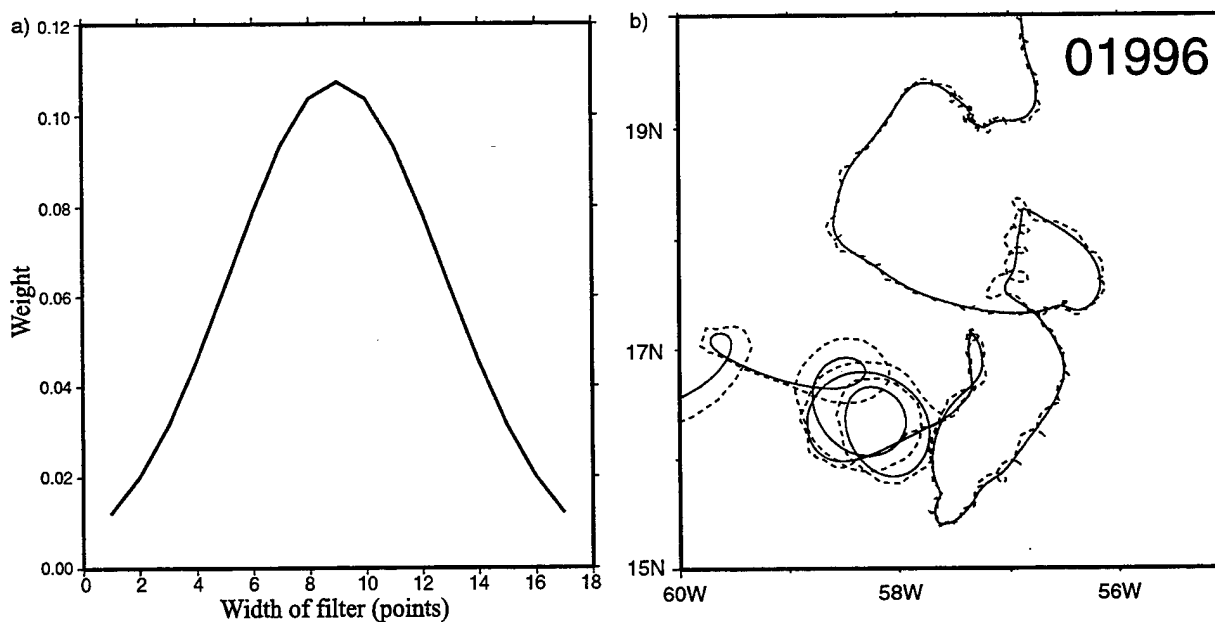 a)
0.12
0.10
0.08
0.06
0.04
0.02
0.00
Weight
0 2 4 6 8 10 12 14 16 18
Width of filter (points)
b)
01996
19N
17N
15N
60W 58W 56W